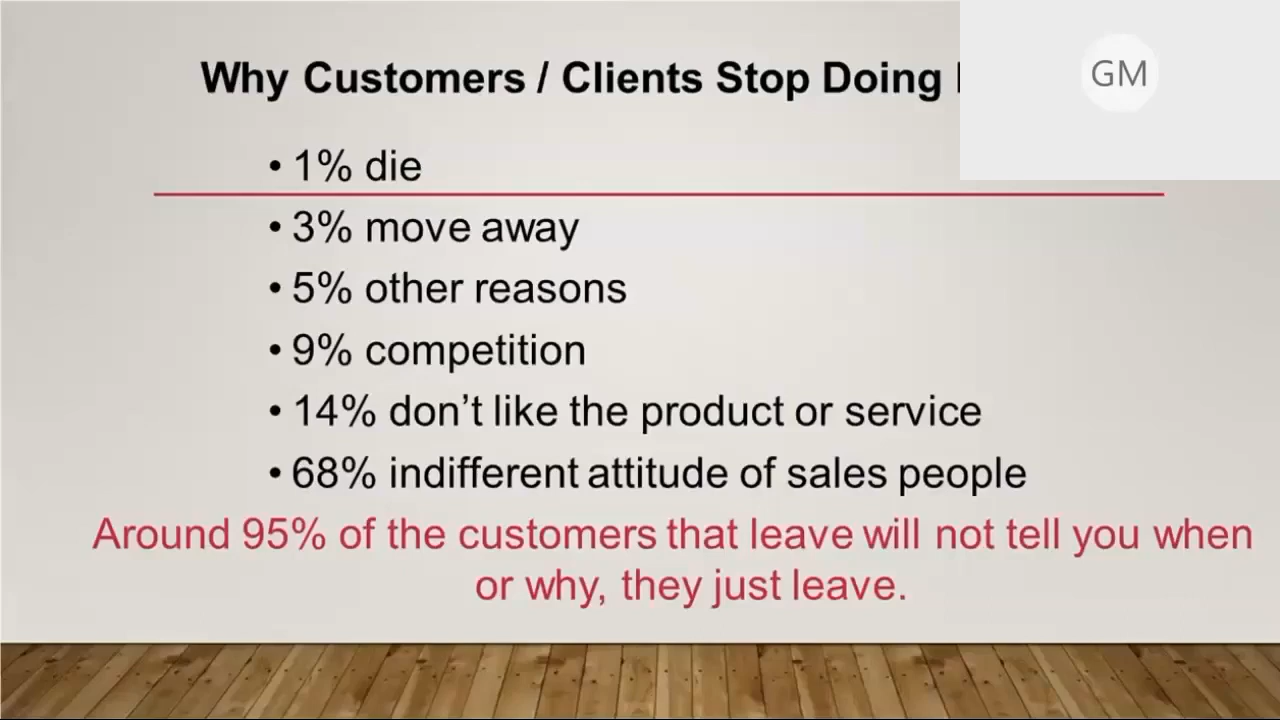 Why Customers / Clients Stop Doing
GM
• 1% die
• 3% move away
• 5% other reasons
• 9% competition
• 14% don’t like the product or service
• 68% indifferent attitude of sales people
Around 95% of the customers that leave will not tell you when
or why, they just leave.